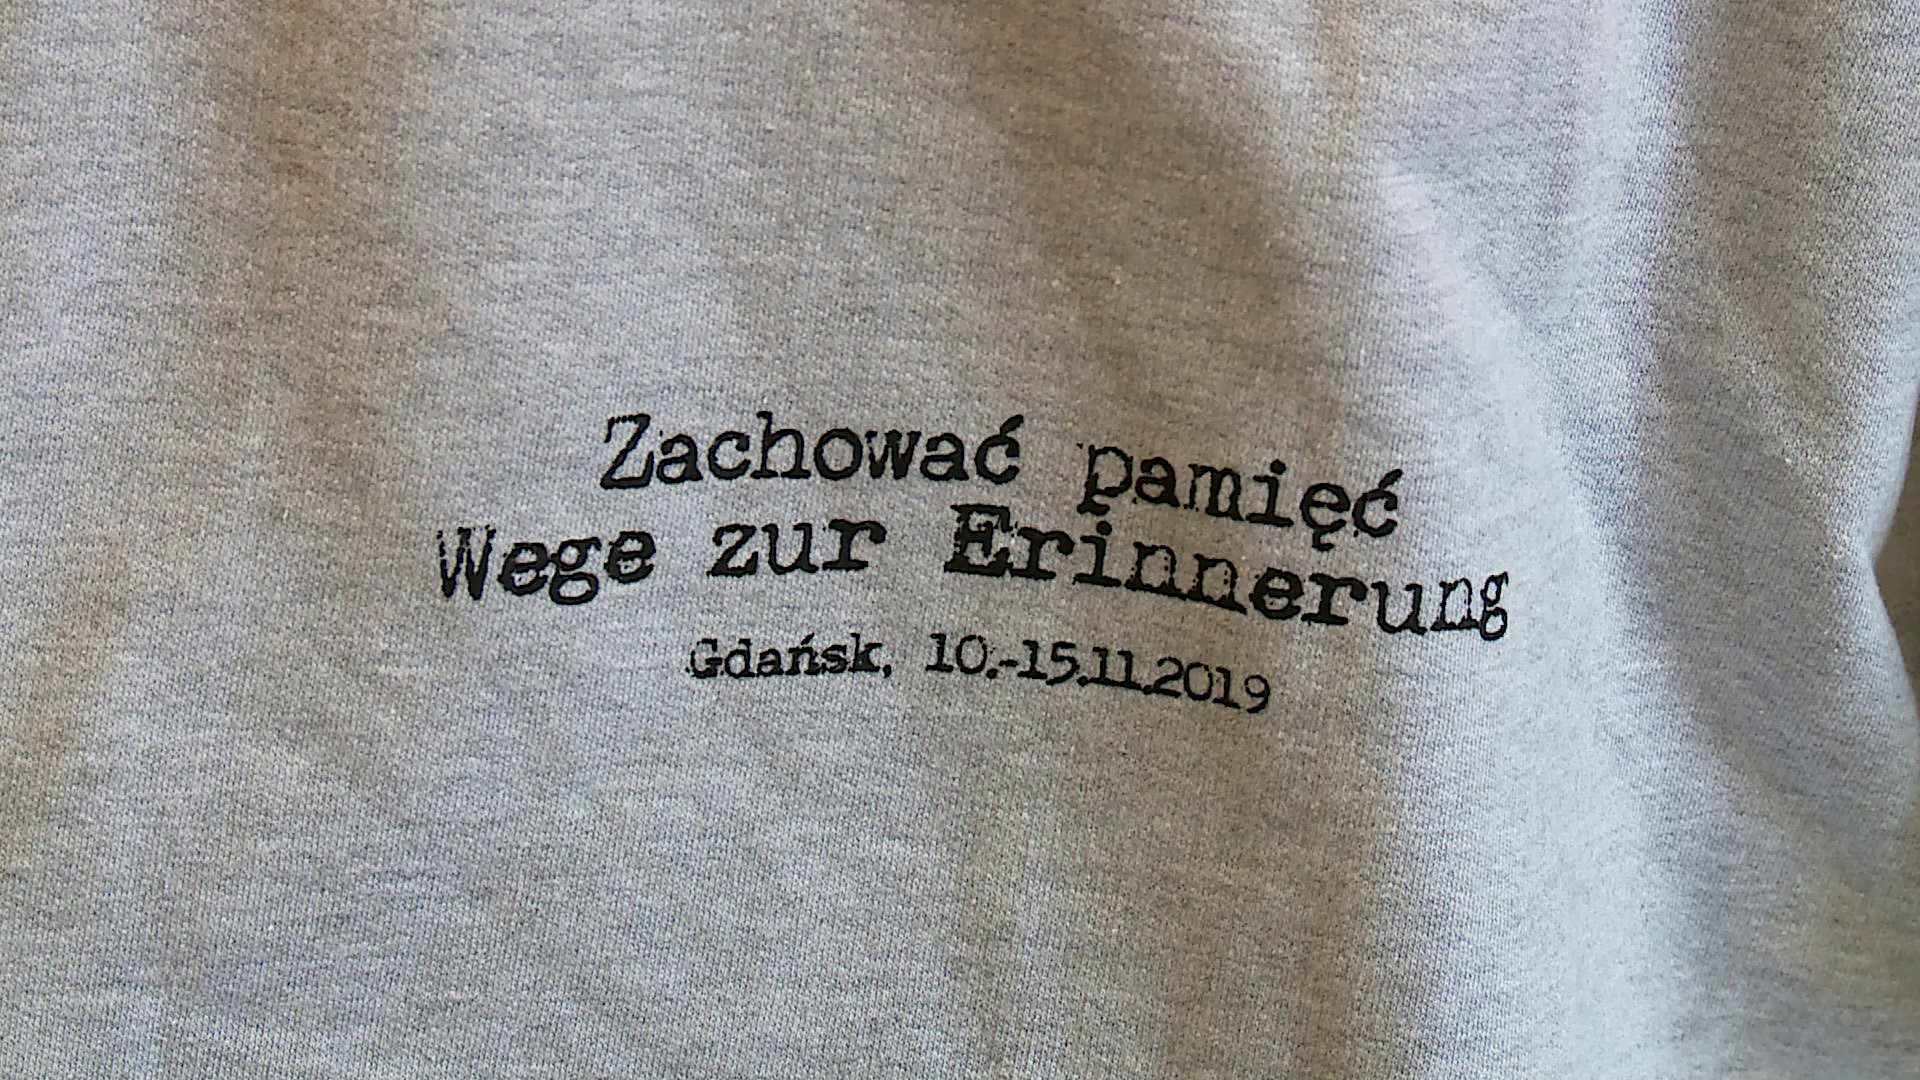 Zachować pamięć
Wege zur Erinnerung
Gdańsk, 10.-15.11.2019